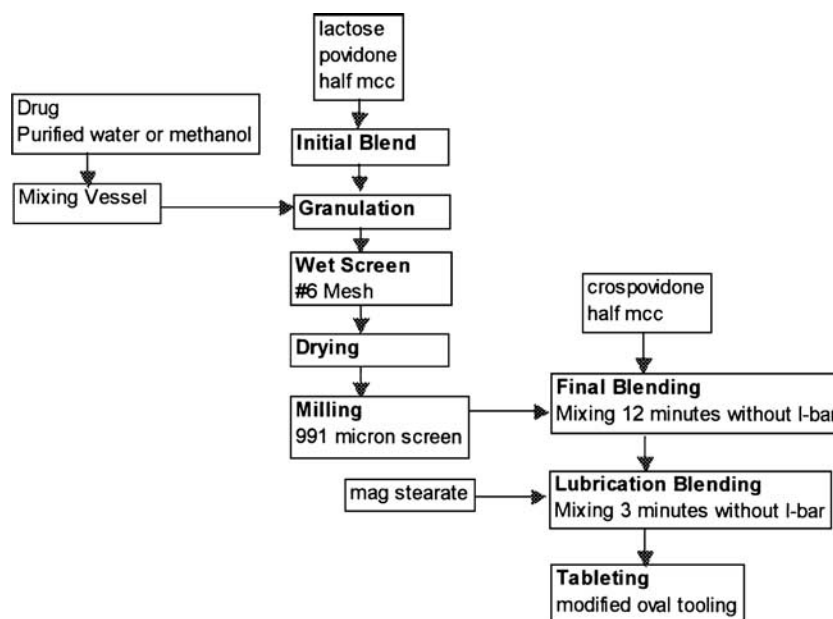 lactose
povidone
half mcc
Drug
Purified water or methanol
Initial Blend
Mixing Vessel
Granulation
Wet Screen
#6 Mesh
crospovidone
half mcc
Drying
Milling
991 micron screen
Final Blending
Mixing 12 minutes without I-bar
mag stearate
Lubrication Blending
Mixing 3 minutes without I-bar
Tableting
modified oval tooling